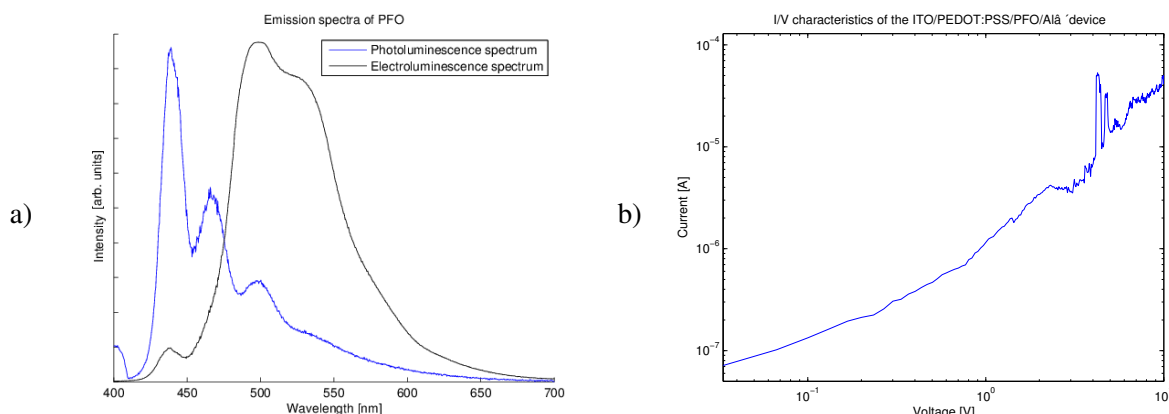 Emission spectra of PFO
Photoluminescence spectrum
Electroluminescence spectrum
Intensity [arb. units]
a)
400 450 500 550 600 650 700
Wavelength [nm]
I/V characteristics of the ITO/PEDOT:PSS/PFO/Alâ ´device
10⁻⁴
10⁻⁵
10⁻⁶
10⁻⁷
Current [A]
b)
10⁻¹ 10⁰ 10
Voltage [V]